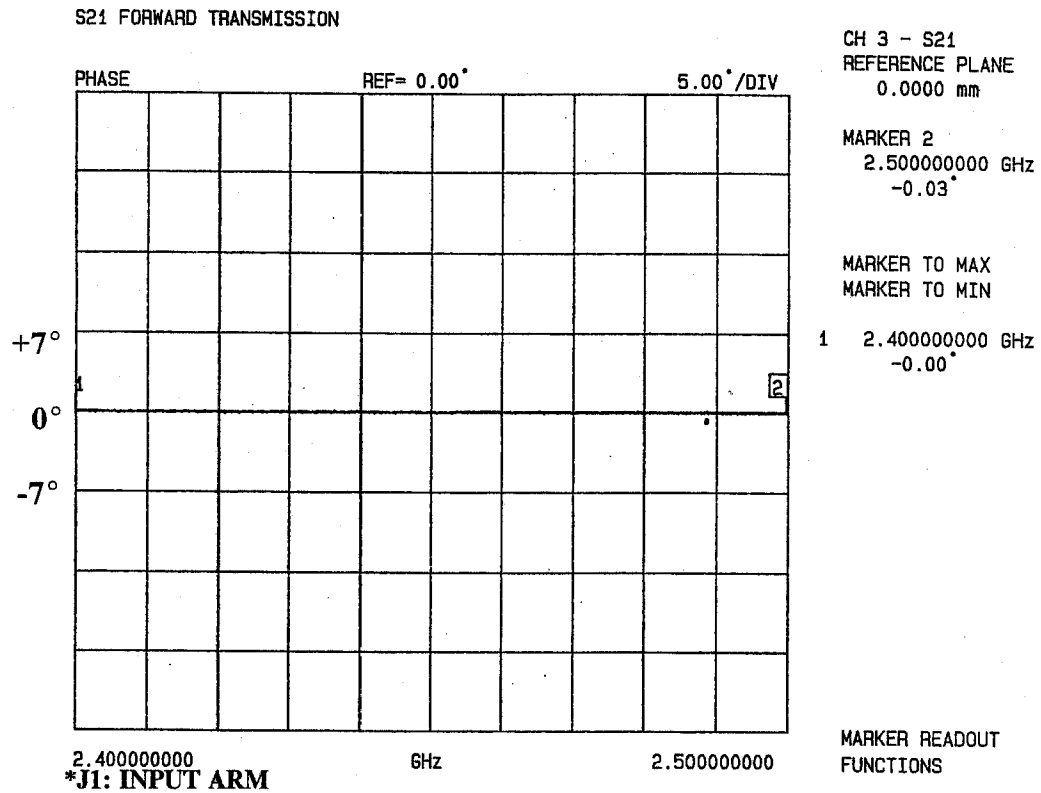 S21 FORWARD TRANSMISSION
CH 3 - S21
REFERENCE PLANE
0.0000 mm
PHASE REF= 0.00° 5.00°/DIV
MARKER 2
2.500000000 GHz
-0.03°
MARKER TO MAX
MARKER TO MIN
+7°
1 2.400000000 GHz
-0.00°
1
2
0°
-7°
MARKER READOUT
FUNCTIONS
2.400000000 GHz 2.500000000
*J1: INPUT ARM